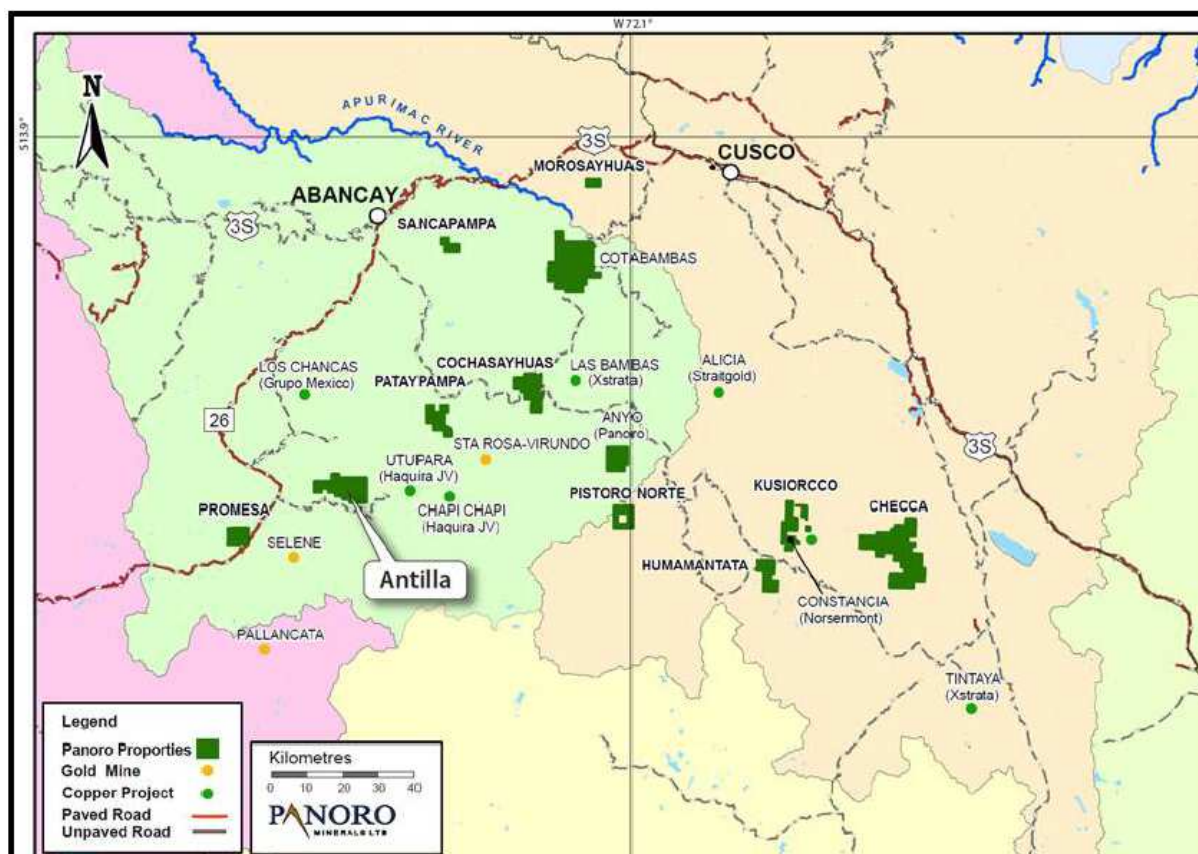 W72.1°
S13.9°
N
APURIMAC RIVER
3S
MOROSAYHUAS
CUSCO
ABANCAY
3S
SANCAPAMPA
COTABAMBAS
LOS CHANCAS
(Grupo Mexico)
COCHASAYHUAS
PATAYPAMPA
LAS BAMBAS
(Xstrata)
ALICIA
(Straitgold)
26
ANYO
(Panoro)
STA ROSA-VIRUNDO
3S
UTUPARA
(Haquira JV)
CHAPI CHAPI
(Haquira JV)
PISTORO NORTE
KUSIORCCO
CHECCA
PROMESA
SELENE
Antilla
HUMAMANTATA
CONSTANCIA
(Norsermont)
PALLANCATA
TINTAYA
(Xstrata)
Legend
Panoro Proporties
Gold Mine
Copper Project
Paved Road
Unpaved Road
Kilometres
0 10 20 30 40
PANORO
MINERALS LTD